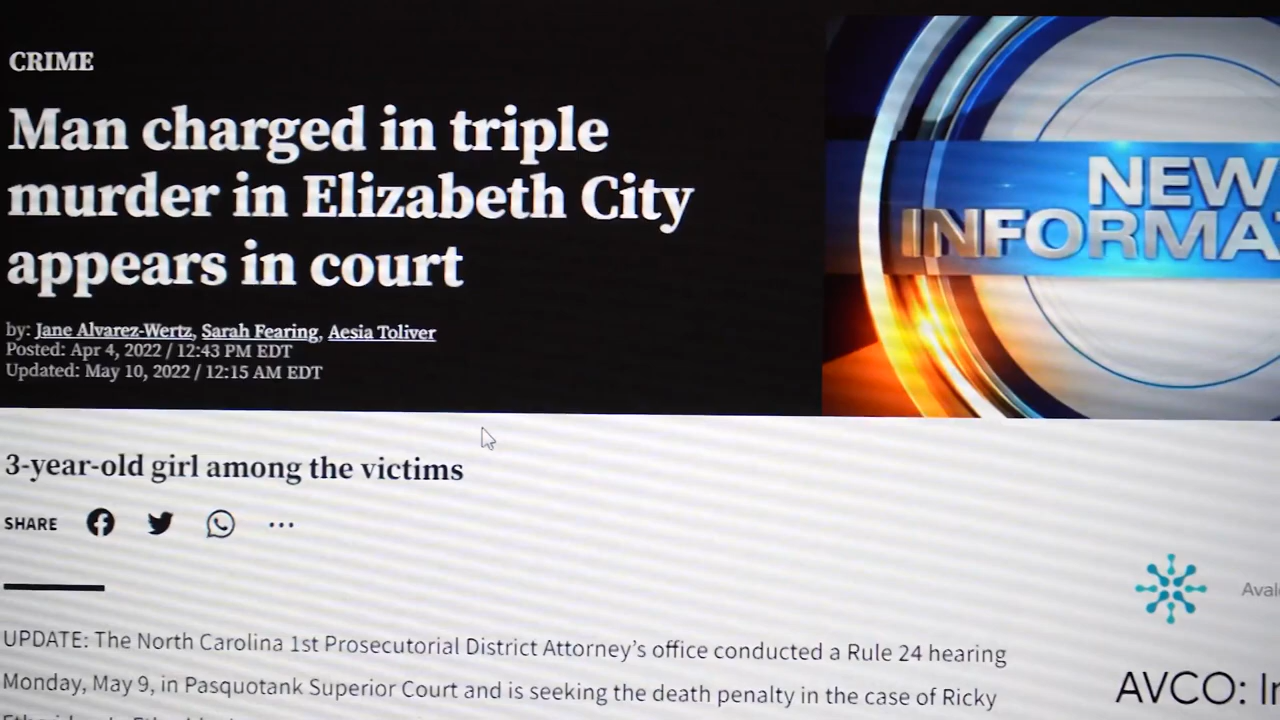 CRIME
Man charged in triple
murder in Elizabeth City
appears in court
by: Jane Alvarez-Wertz, Sarah Fearing, Aesia Toliver
Posted: Apr 4, 2022 / 12:43 PM EDT
Updated: May 10, 2022 / 12:15 AM EDT
NEW
INFORMA
3-year-old girl among the victims
SHARE
UPDATE: The North Carolina 1st Prosecutorial District Attorney's office conducted a Rule 24 hearing
Monday, May 9, in Pasquotank Superior Court and is seeking the death penalty in the case of Ricky
Aval
AVCO: In